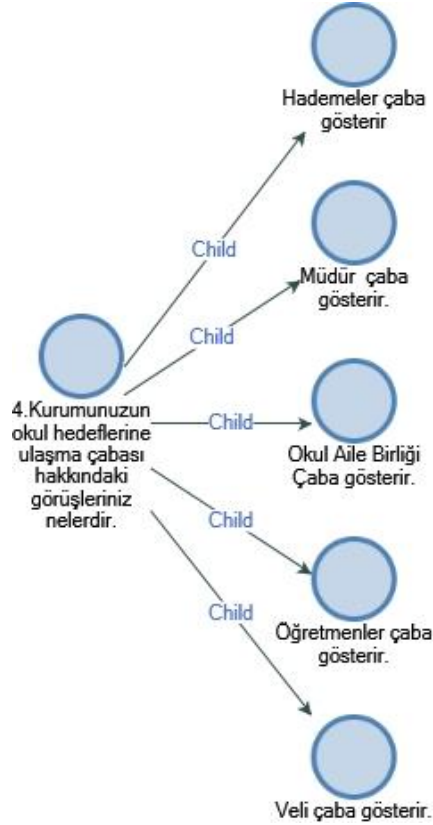 Hademeler çaba
gösterir
Child
Müdür  çaba
gösterir.
Child
4.Kurumunuzun
okul hedeflerine
ulaşma çabası
hakkındaki
görüşleriniz
nelerdir.
Child
Okul Aile Birliği
Çaba gösterir.
Child
Öğretmenler çaba
gösterir.
Child
Veli çaba gösterir.